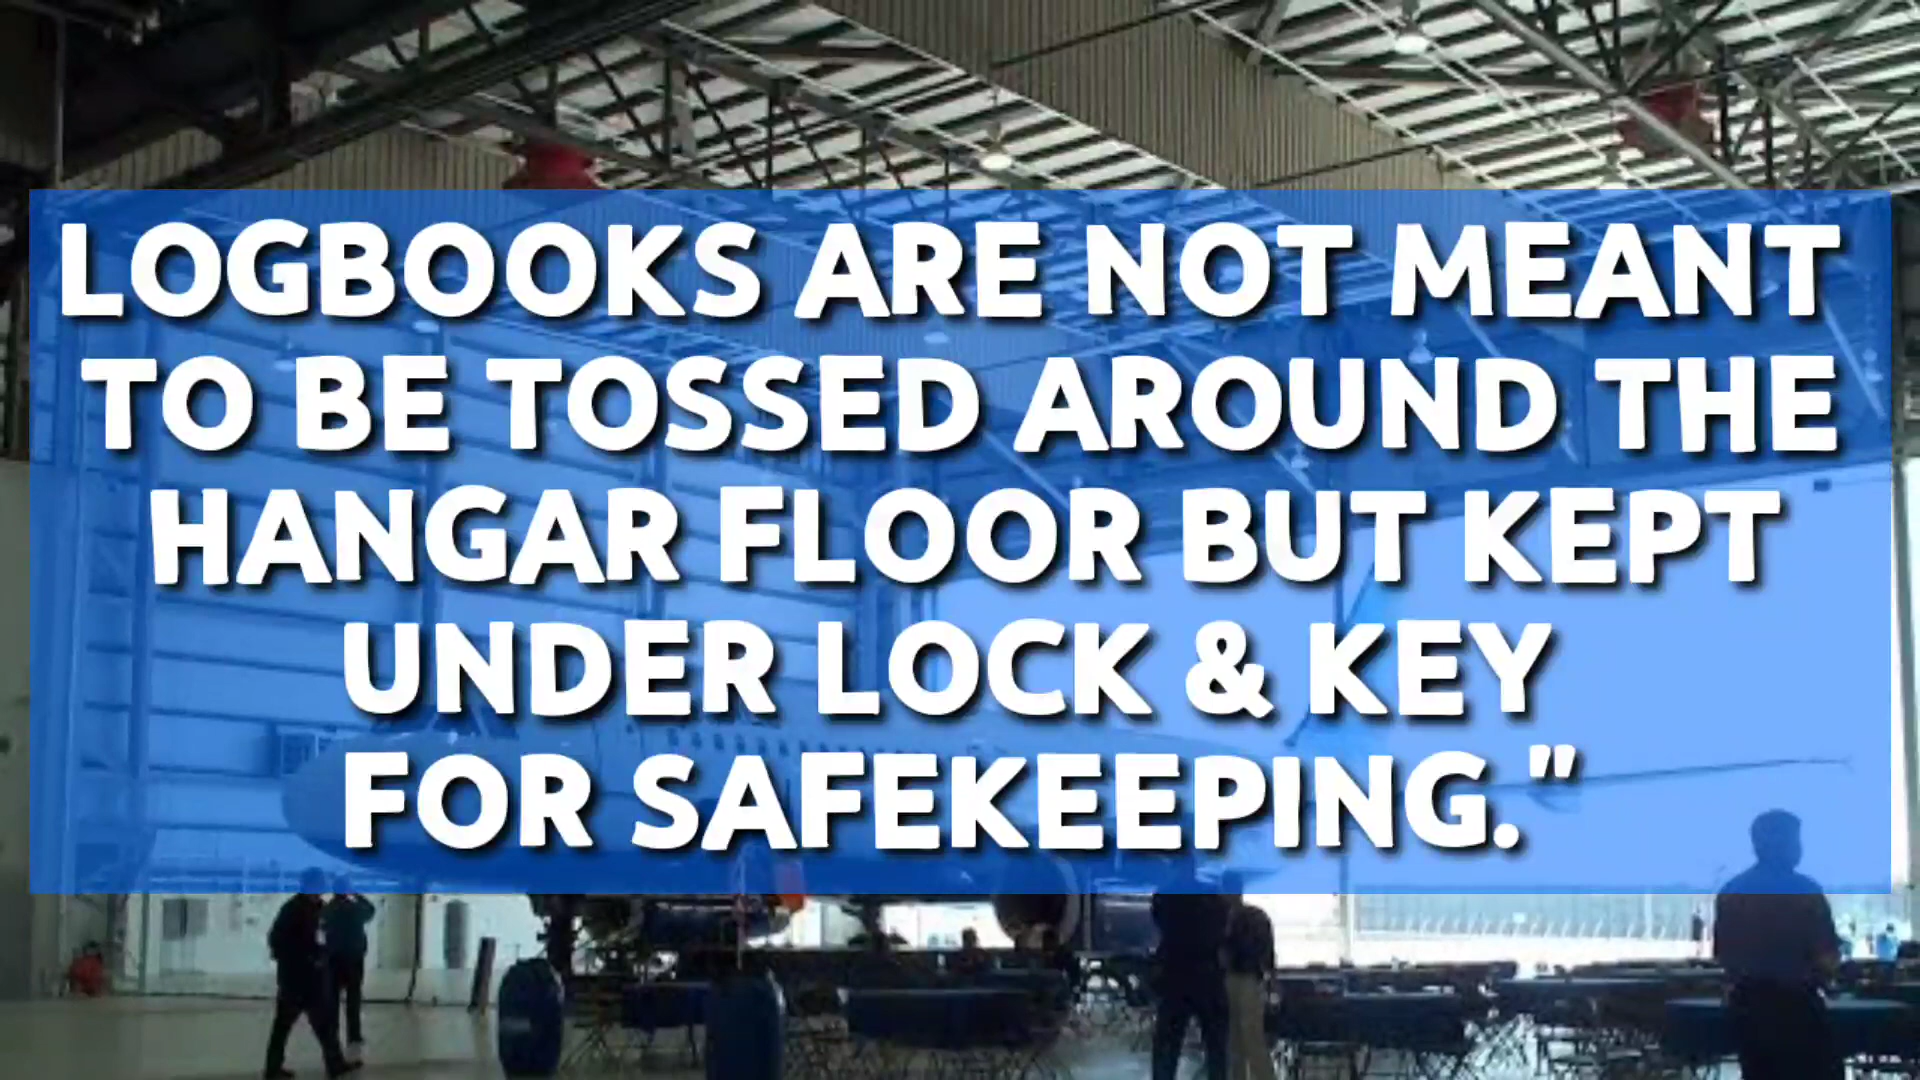 LOGBOOKS ARE NOT MEANT
TO BE TOSSED AROUND THE
HANGAR FLOOR BUT KEPT
UNDER LOCK & KEY
FOR SAFEKEEPING."